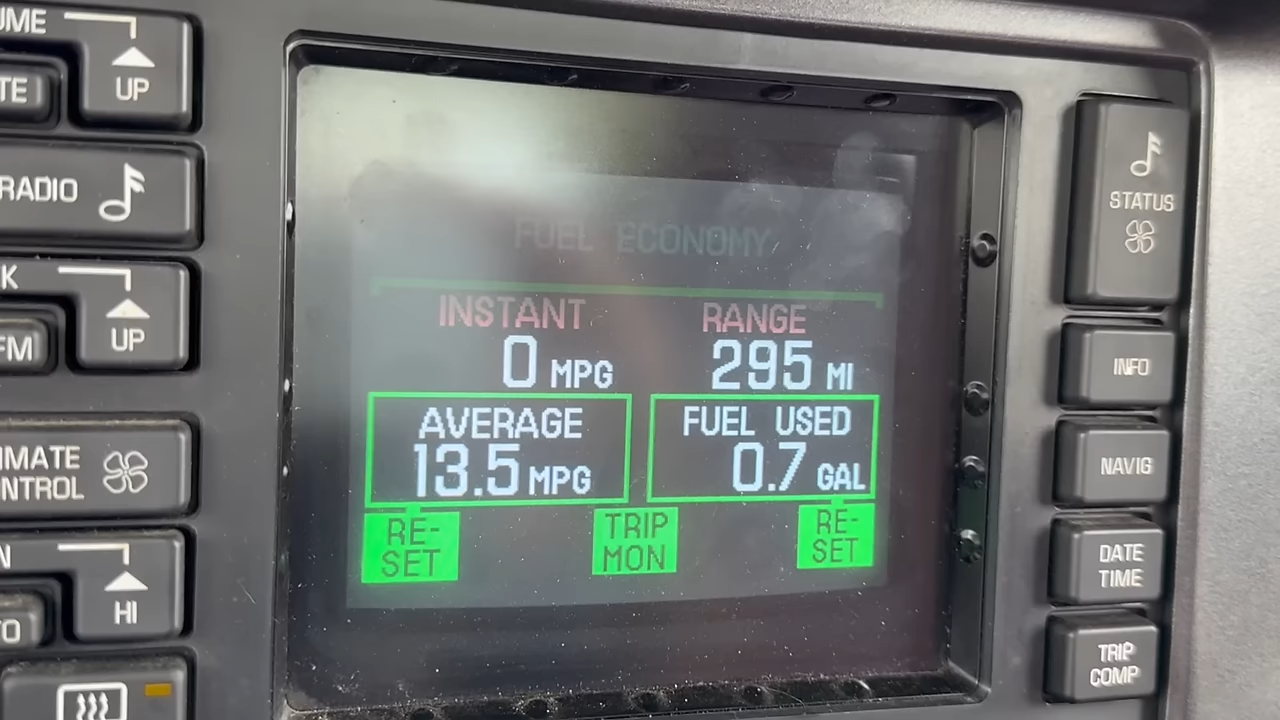 UME
UP
TE
RADIO
K
UP
FM
IMATE
NTROL
N
HI
TO
FUEL ECONOMY
INSTANT
0 MPG
RANGE
295 MI
AVERAGE
13.5 MPG
FUEL USED
0.7 GAL
RE-
SET
TRIP
MON
RE-
SET
STATUS
INFO
NAVIG
DATE
TIME
TRIP
COMP